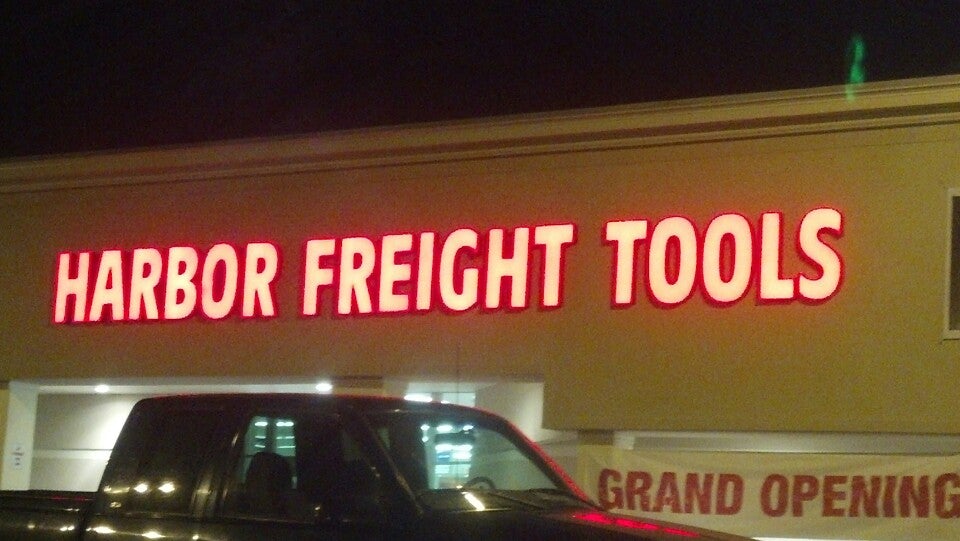 HARBOR FREIGHT TOOLS
GRAND OPENING